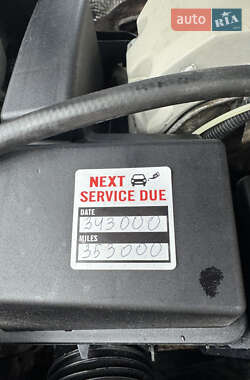 AUTO
RIA
NEXT
SERVICE DUE
DATE
343000
MILES
353000